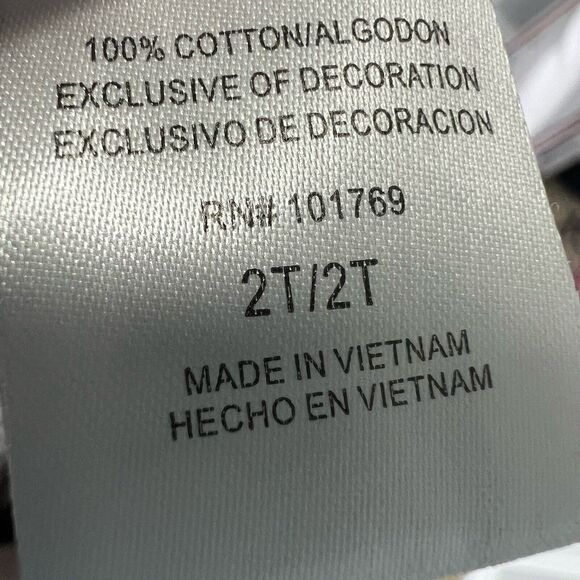 100% COTTON/ALGODON
EXCLUSIVE OF DECORATION
EXCLUSIVO DE DECORACION
RN# 101769
2T/2T
MADE IN VIETNAM
HECHO EN VIETNAM